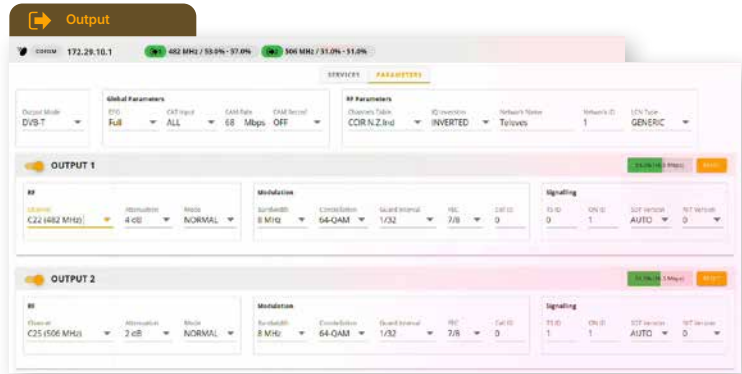 Output
COFDM 172.29.10.1 482 MHz / 53.0% - 57.0% 506 MHz / 51.0% - 51.0%
SERVICES PARAMETERS
Global Parameters RF Parameters
Output Mode EPG CAT Input CAM Rate CAM Record Channels Table IQ Inversion Network Name Network ID LCN Type
DVB-T Full ALL 68 Mbps OFF COIR.N.Z.Ind INVERTED Televes 1 GENERIC
OUTPUT 1
RF Modulation Signalling
Channel Attenuation Mode Bandwidth Constellation Guard Interval FEC Cell ID TS ID ON ID SDT Version NIT Version
C22 (482 MHz) 4 dB NORMAL 8 MHz 64-QAM 1/32 7/8 0 0 1 AUTO 0
OUTPUT 2
RF Modulation Signalling
Channel Attenuation Mode Bandwidth Constellation Guard Interval FEC Cell ID TS ID ON ID SDT Version NIT Version
C25 (506 MHz) 2 dB NORMAL 8 MHz 64-QAM 1/32 7/8 0 1 1 AUTO 0